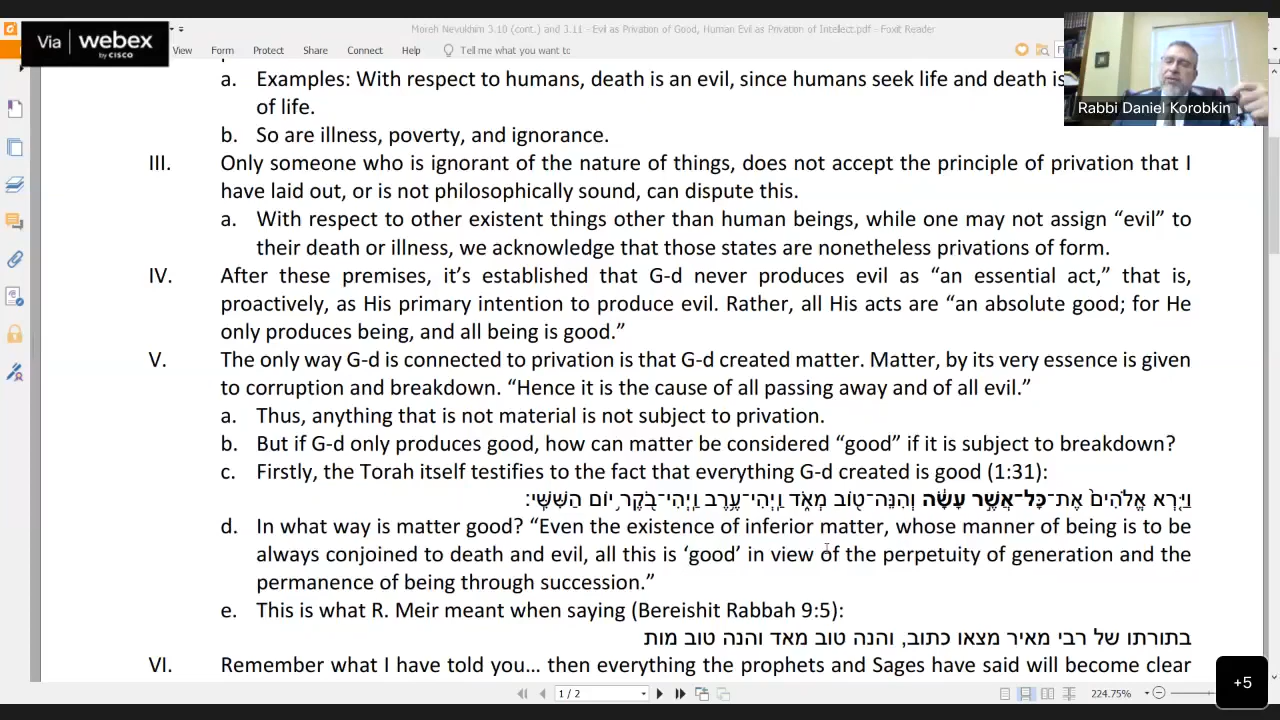 Moreh Nevukhim 3.10 (cont.) and 3.11 - Evil as Privation of Good, Human Evil as Privation of Intellect.pdf - Foxit Reader
Via webex by CISCO
View Form Protect Share Connect Help Tell me what you want to
Rabbi Daniel Korobkin
a. Examples: With respect to humans, death is an evil, since humans seek life and death is
of life.
b. So are illness, poverty, and ignorance.
III. Only someone who is ignorant of the nature of things, does not accept the principle of privation that I
have laid out, or is not philosophically sound, can dispute this.
a. With respect to other existent things other than human beings, while one may not assign “evil” to
their death or illness, we acknowledge that those states are nonetheless privations of form.
IV. After these premises, it’s established that G-d never produces evil as “an essential act,” that is,
proactively, as His primary intention to produce evil. Rather, all His acts are “an absolute good; for He
only produces being, and all being is good.”
V. The only way G-d is connected to privation is that G-d created matter. Matter, by its very essence is given
to corruption and breakdown. “Hence it is the cause of all passing away and of all evil.”
a. Thus, anything that is not material is not subject to privation.
b. But if G-d only produces good, how can matter be considered “good” if it is subject to breakdown?
c. Firstly, the Torah itself testifies to the fact that everything G-d created is good (1:31):
וַיַּ֤רְא אֱלֹהִים֙ אֶת־כׇּל־אֲשֶׁ֣ר עָשָׂ֔ה וְהִנֵּה־ט֖וֹב מְאֹ֑ד וַֽיְהִי־עֶ֥רֶב וַֽיְהִי־בֹ֖קֶר י֥וֹם הַשִּׁשִּֽׁי׃
d. In what way is matter good? “Even the existence of inferior matter, whose manner of being is to be
always conjoined to death and evil, all this is ‘good’ in view of the perpetuity of generation and the
permanence of being through succession.”
e. This is what R. Meir meant when saying (Bereishit Rabbah 9:5):
בתורתו של רבי מאיר מצאו כתוב, והנה טוב מאד והנה טוב מות
VI. Remember what I have told you... then everything the prophets and Sages have said will become clear
1 / 2
224.75%
+5